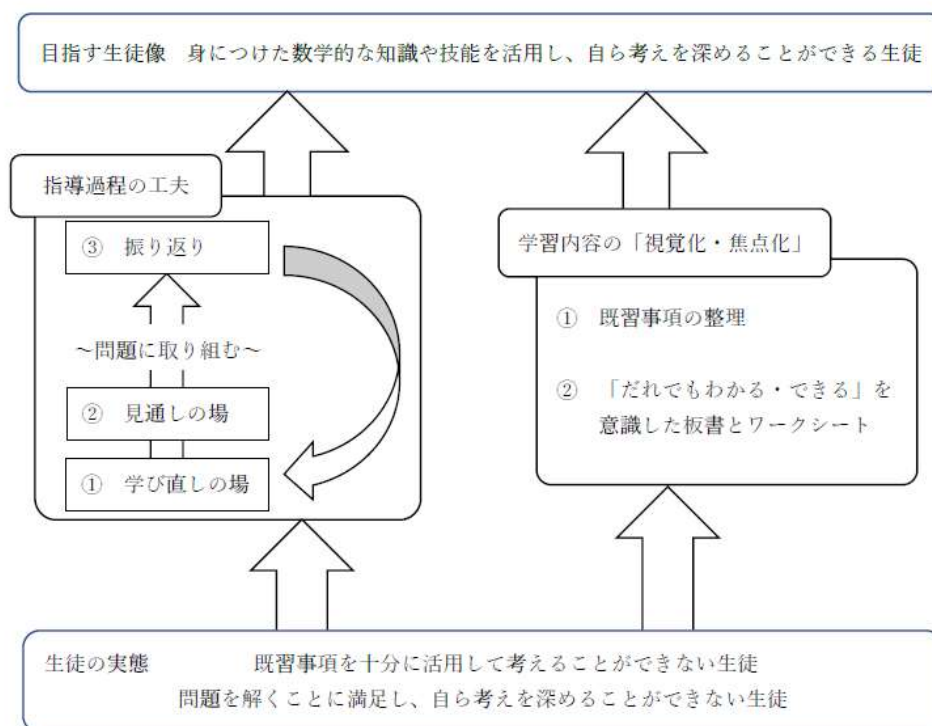 目指す生徒像　身につけた数学的な知識や技能を活用し、自ら考えを深めることができる生徒
指導過程の工夫
③　振り返り
～問題に取り組む～
②　見通しの場
①　学び直しの場
学習内容の「視覚化・焦点化」
①　既習事項の整理
②　「だれでもわかる・できる」を
意識した板書とワークシート
生徒の実態　既習事項を十分に活用して考えることができない生徒
問題を解くことに満足し、自ら考えを深めることができない生徒